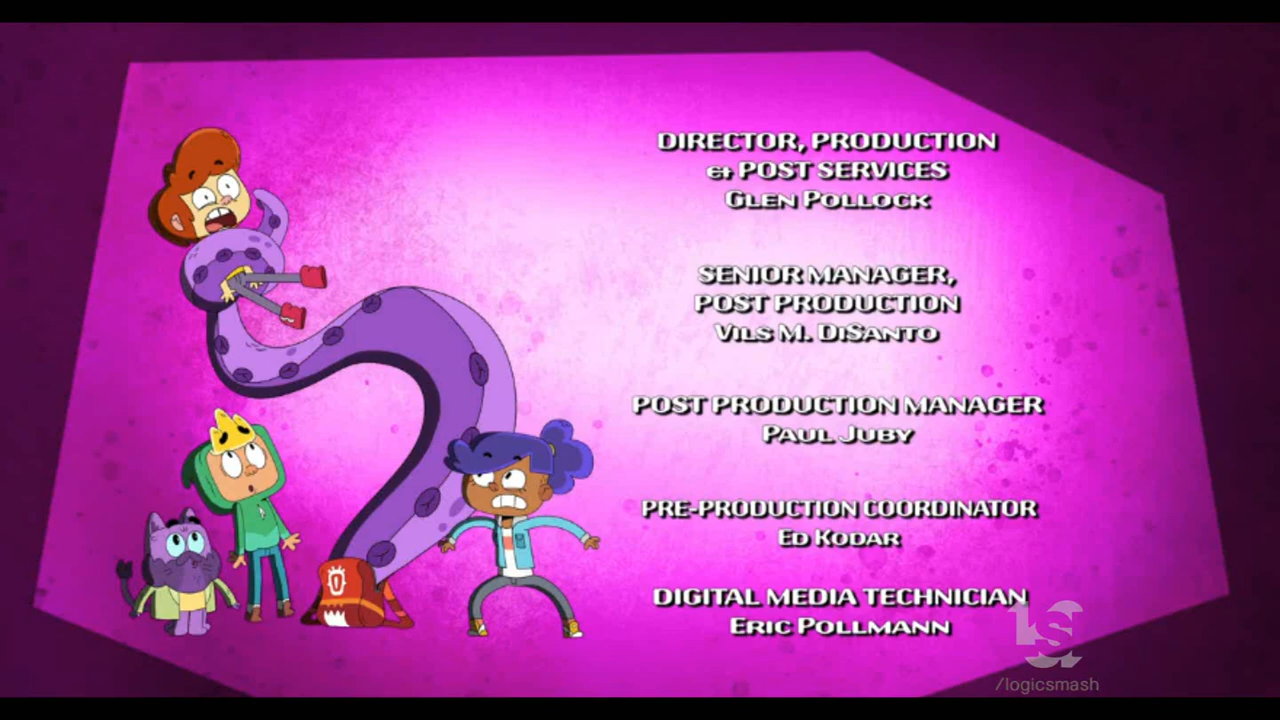 DIRECTOR, PRODUCTION
& POST SERVICES
GLEN POLLOCK
SENIOR MANAGER,
POST PRODUCTION
VILS M. DISANTO
POST PRODUCTION MANAGER
PAUL JUBY
PRE-PRODUCTION COORDINATOR
ED KODAR
DIGITAL MEDIA TECHNICIAN
ERIC POLLMANN
/logicsmash